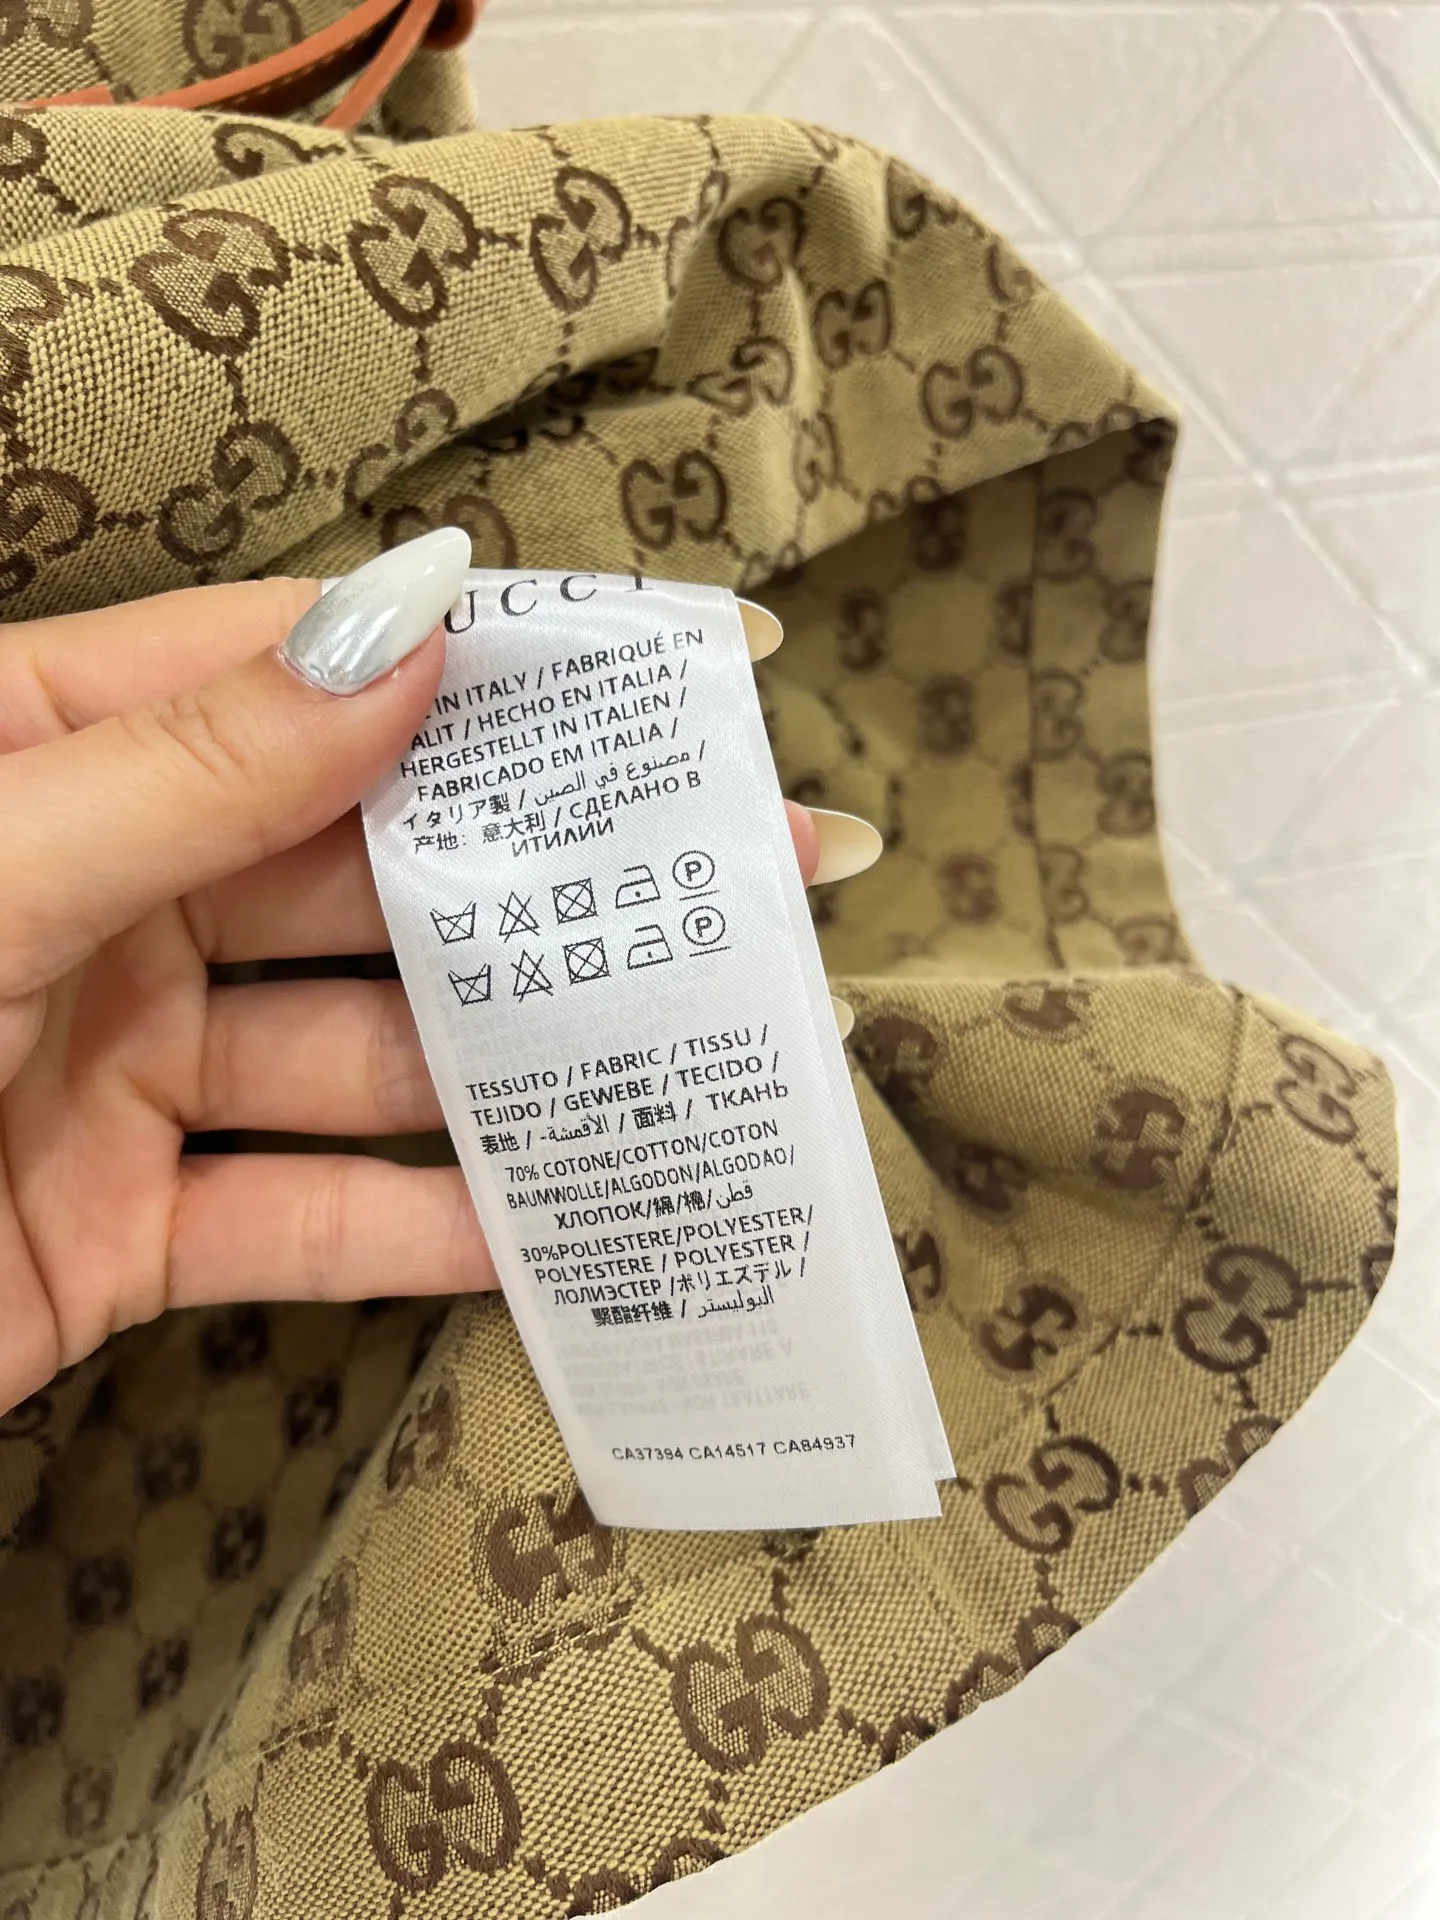 UCCI
IN ITALY / FABRIQUÉ EN
ALIT / HECHO EN ITALIA /
HERGESTELLT IN ITALIEN /
FABRICADO EM ITALIA /
イタリア製 / مصنوع في الصين /
产地: 意大利 / СДЕЛАНО В
ИТИЛИИ
P
P
TESSUTO / FABRIC / TISSU /
TEJIDO / GEWEBE / TECIDO /
表地 / -الأقمشة / 面料 / ТКАНЬ
70% COTONE/COTTON/COTON
BAUMWOLLE/ALGODON/ALGODAO/
ХЛОПОК/綿/棉/قطن
30%POLIESTERE/POLYESTER/
POLYESTERE / POLYESTER /
ПОЛИЭСТЕР /ポリエステル /
聚酯纤维 / البوليستر
CA37394 CA14517 CA84937